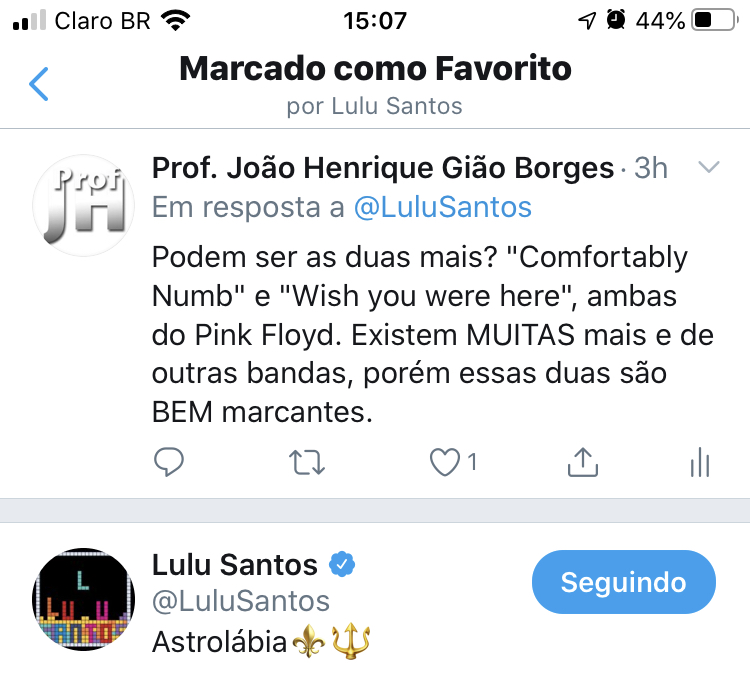 Claro BR 15:07 44%
Marcado como Favorito
por Lulu Santos
Prof
JH
Prof. João Henrique Gião Borges · 3h
Em resposta a @LuluSantos
Podem ser as duas mais? "Comfortably
Numb" e "Wish you were here", ambas
do Pink Floyd. Existem MUITAS mais e de
outras bandas, porém essas duas são
BEM marcantes.
1
Lulu Santos
@LuluSantos
Astrolábia
L
LULU
SANTOS
Seguindo